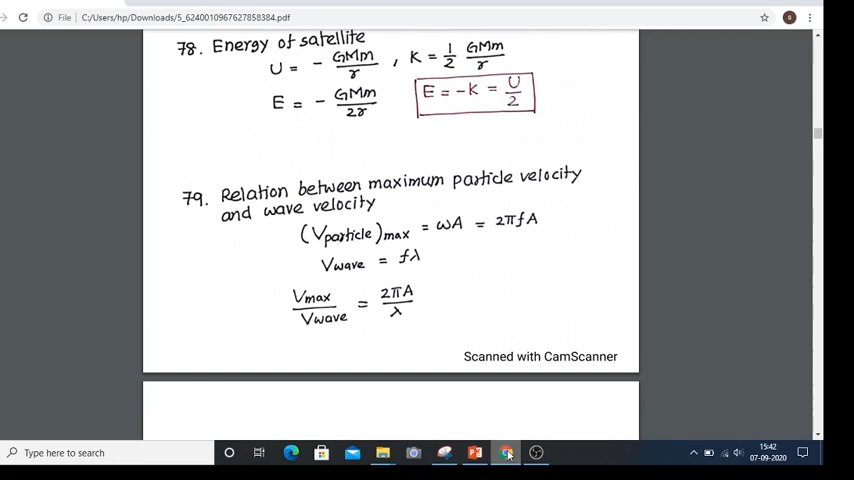 File
C:/Users/hp/Downloads/5_6240010967627858384.pdf
S
78. Energy of satellite
U = - GMm/r , K = 1/2 GMm/r
E = - GMm/2r
E = -K = U/2
79. Relation between maximum particle velocity
and wave velocity
(Vparticle)max = ωA = 2πfA
Vwave = fλ
Vmax/Vwave = 2πA/λ
Scanned with CamScanner
Type here to search
15:42
07-09-2020